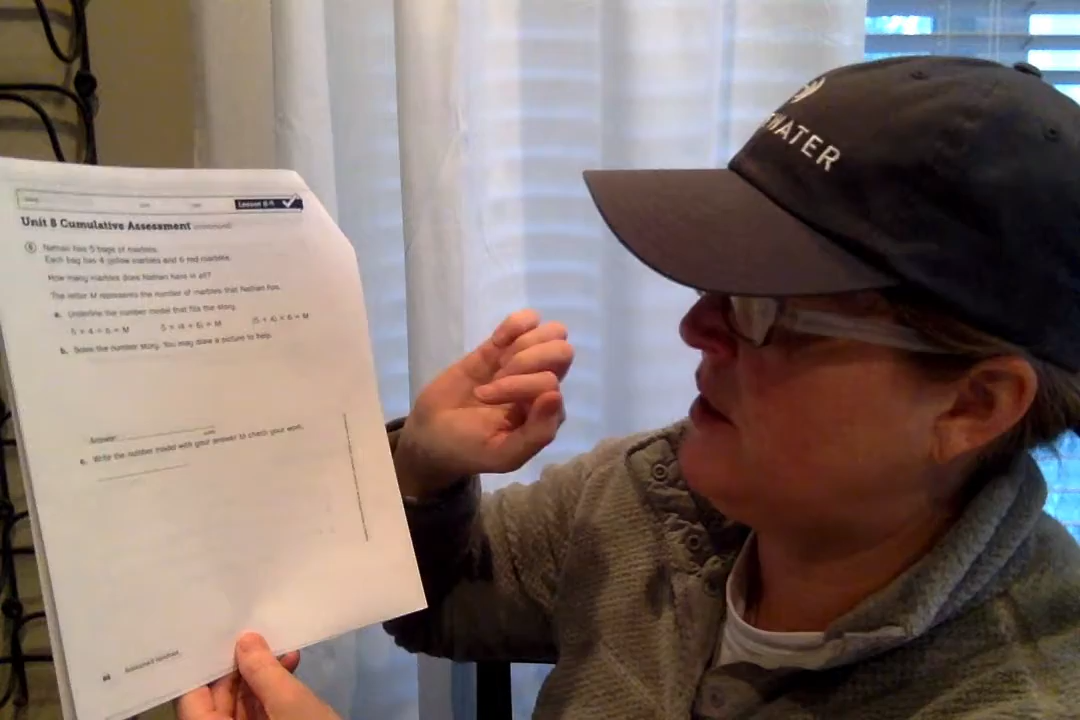 Lesson 8-9
Unit 8 Cumulative Assessment (continued)
Nathan has 5 bags of marbles.
Each bag has 4 yellow marbles and 6 red marbles.
How many marbles does Nathan have in all?
The letter M represents the number of marbles that Nathan has.
a. Underline the number model that fits the story.
5 × 4 + 6 = M 5 × (4 + 6) = M (5 + 4) × 6 = M
b. Solve the number story. You may draw a picture to help.
Answer:
c. Write the number model with your answer to check your work.
Assessment Handbook
WATER